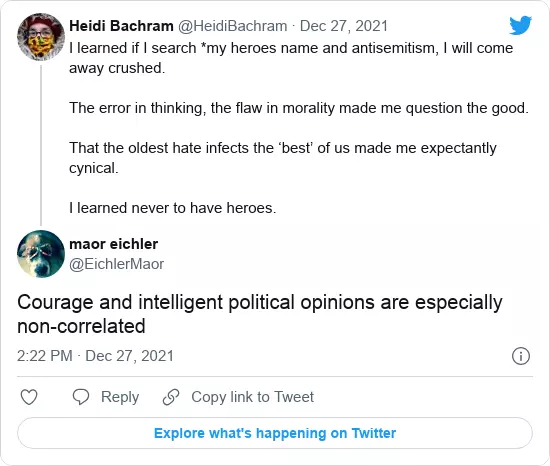 Heidi Bachram @HeidiBachram · Dec 27, 2021
I learned if I search *my heroes name and antisemitism, I will come
away crushed.
The error in thinking, the flaw in morality made me question the good.
That the oldest hate infects the ‘best’ of us made me expectantly
cynical.
I learned never to have heroes.
maor eichler
@EichlerMaor
Courage and intelligent political opinions are especially
non-correlated
2:22 PM · Dec 27, 2021
Reply Copy link to Tweet
Explore what's happening on Twitter